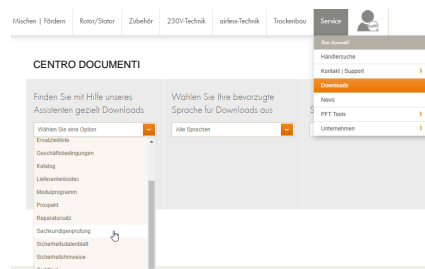 Mischen | Fördern
Rotor/Stator
Zubehör
230V-Technik
airless-Technik
Trockenbau
Service
Ihre Auswahl
Händlersuche
Kontakt | Support
Downloads
News
PFT Tools
Unternehmen
CENTRO DOCUMENTI
Finden Sie mit Hilfe unseres
Assistenten gezielt Downloads
Wählen Sie Ihre bevorzugte
Sprache für Downloads aus
S
Wählen Sie eine Option
Alle Sprachen
Ersatzteilliste
Geschäftsbedingungen
Katalog
Lieferantenkodex
Modulprogramm
Prospekt
Reparatursatz
Sachkundigenprüfung
Sicherheitsdatenblatt
Sicherheitshinweise